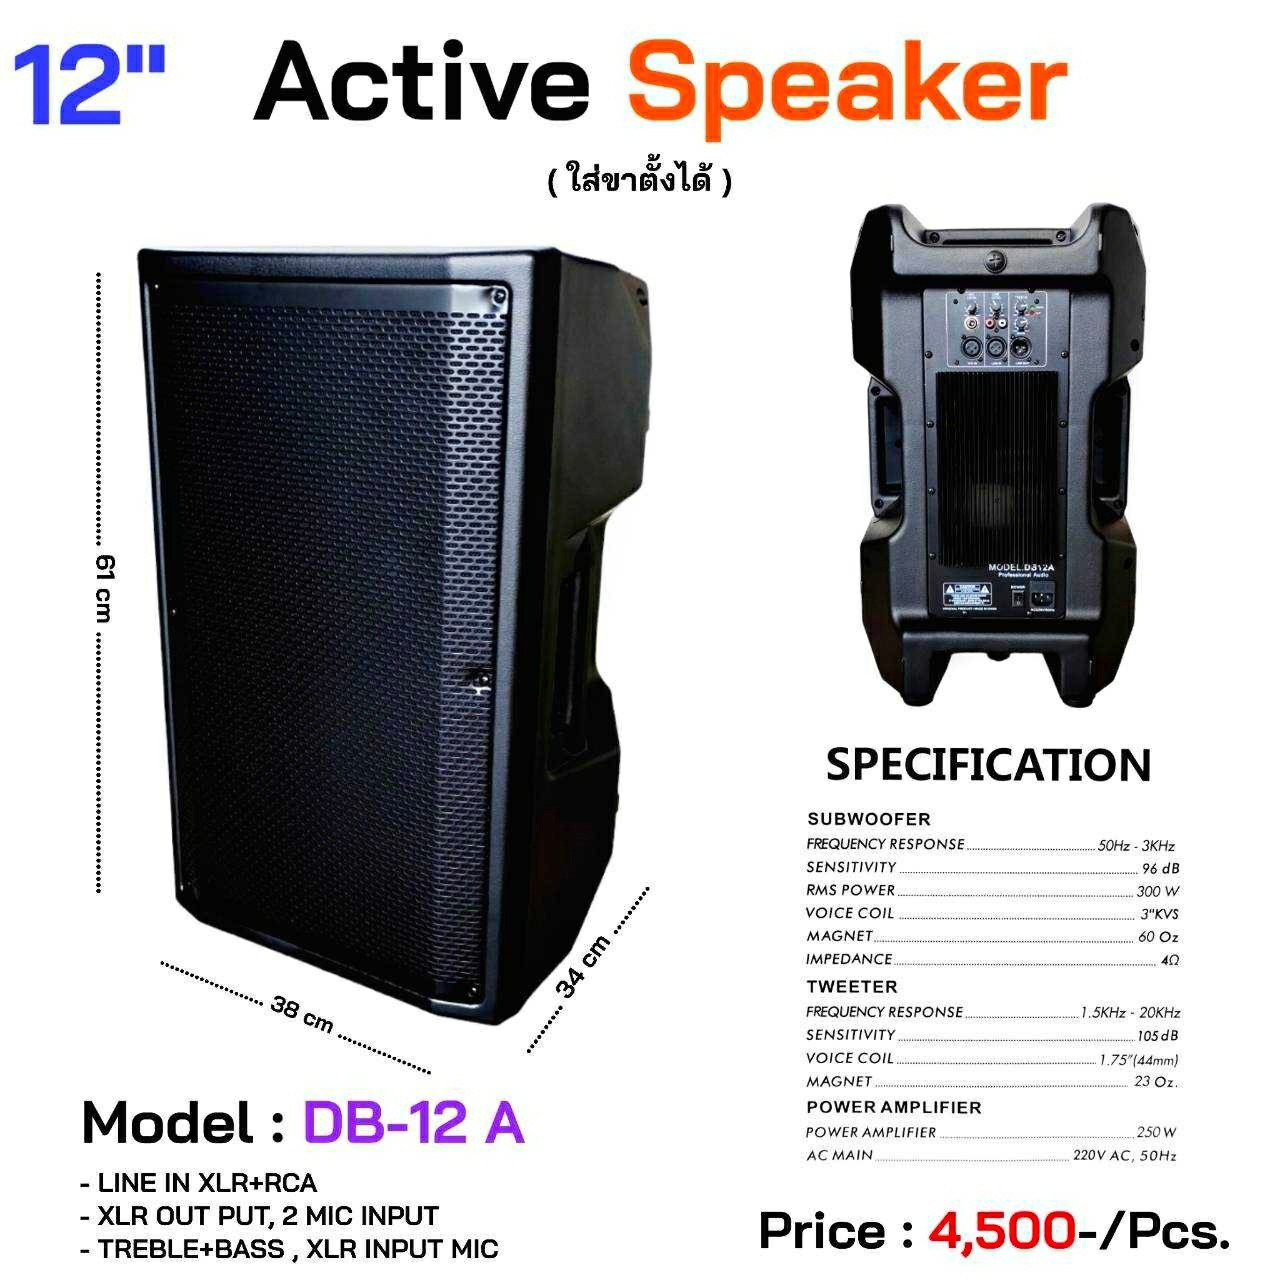 12" Active Speaker
( ใส่ขาตั้งได้ )
61 cm
38 cm
34 cm
MODEL.DB12A
Professional Audio
POWER
CAUTION
SPECIFICATION
SUBWOOFER
FREQUENCY RESPONSE 50Hz - 3KHz
SENSITIVITY 96 dB
RMS POWER 300 W
VOICE COIL 3"KVS
MAGNET 60 Oz
IMPEDANCE 4Ω
TWEETER
FREQUENCY RESPONSE 1.5KHz - 20KHz
SENSITIVITY 105dB
VOICE COIL 1.75"(44mm)
MAGNET 23 Oz.
POWER AMPLIFIER
POWER AMPLIFIER 250 W
AC MAIN 220V AC, 50Hz
Model : DB-12 A
- LINE IN XLR+RCA
- XLR OUT PUT, 2 MIC INPUT
- TREBLE+BASS , XLR INPUT MIC
Price : 4,500-/Pcs.